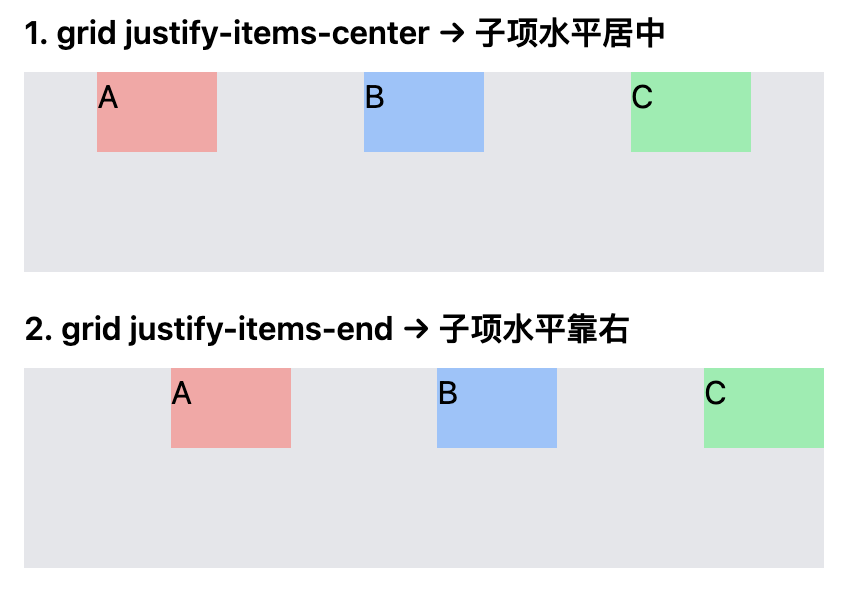 1. grid justify-items-center → 子项水平居中
A
B
C
2. grid justify-items-end → 子项水平靠右
A
B
C